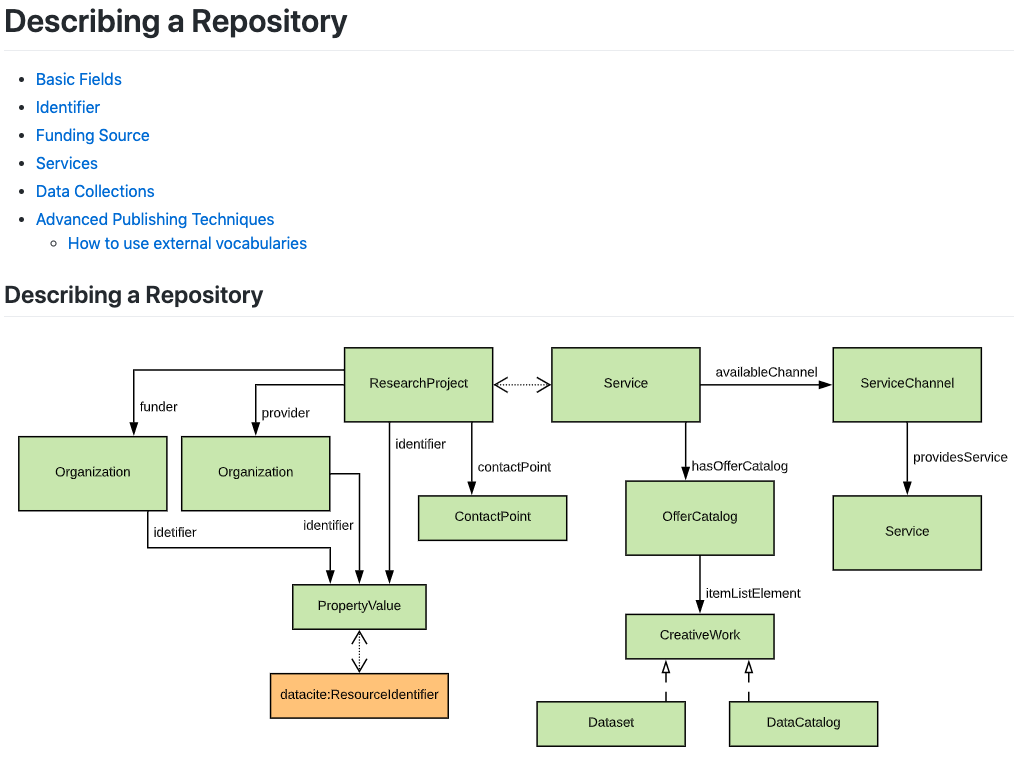 Describing a Repository
Basic Fields
Identifier
Funding Source
Services
Data Collections
Advanced Publishing Techniques
How to use external vocabularies
Describing a Repository
ResearchProject
Service
availableChannel
ServiceChannel
funder
provider
identifier
contactPoint
hasOfferCatalog
providesService
Organization
Organization
ContactPoint
OfferCatalog
Service
idetifier
identifier
PropertyValue
itemListElement
CreativeWork
datacite:ResourceIdentifier
Dataset
DataCatalog